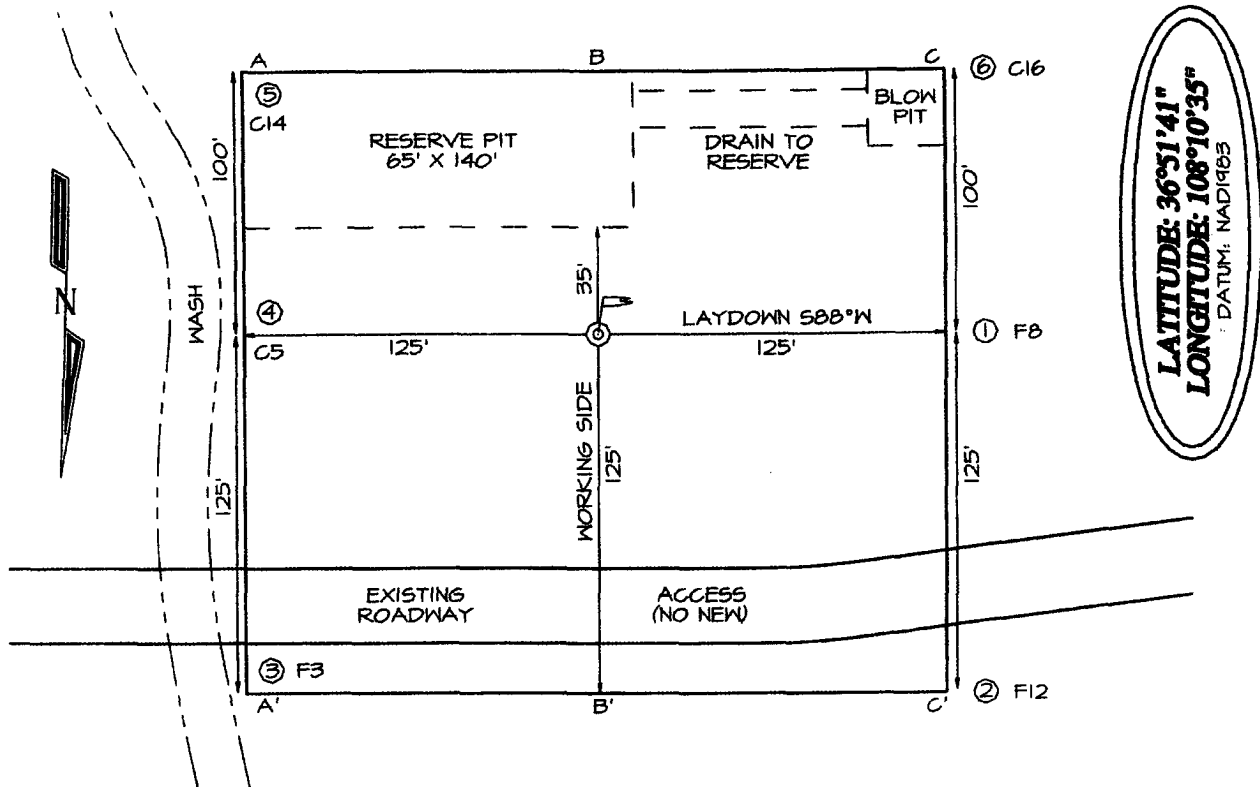 A
B
C
⑥ C16
⑤
C14
RESERVE PIT
65' X 140'
DRAIN TO
RESERVE
BLOW
PIT
100'
100'
LATITUDE: 36°51'41"
LONGITUDE: 108°10'35"
DATUM: NAD1983
N
WASH
35'
④
C5
125'
LAYDOWN S88°W
125'
① F8
WORKING SIDE
125'
125'
125'
EXISTING
ROADWAY
ACCESS
(NO NEW)
③ F3
A'
B'
C'
② F12